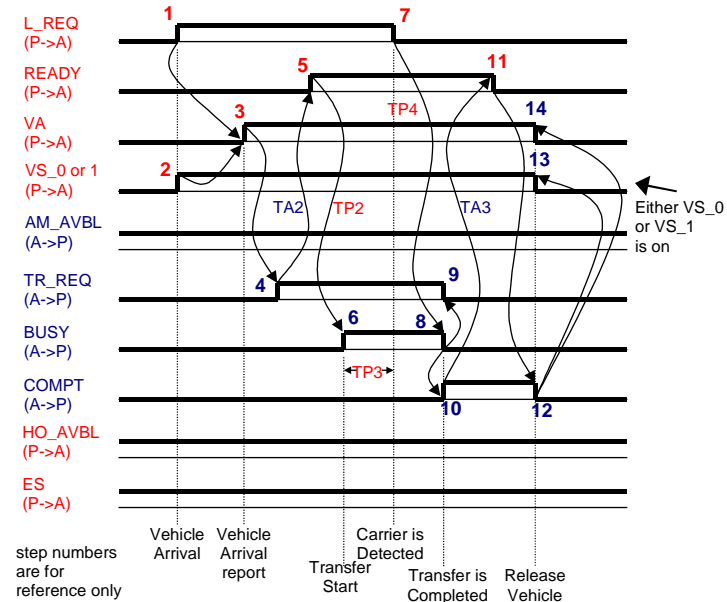 L_REQ
(P->A)
1
7
READY
(P->A)
5
11
VA
(P->A)
3
TP4
14
VS_0 or 1
(P->A)
2
13
Either VS_0
or VS_1
is on
AM_AVBL
(A->P)
TA2
TP2
TA3
TR_REQ
(A->P)
4
9
BUSY
(A->P)
6
8
TP3
COMPT
(A->P)
10
12
HO_AVBL
(P->A)
ES
(P->A)
step numbers
are for
reference only
Vehicle
Arrival
Vehicle
Arrival
report
Transfer
Start
Carrier is
Detected
Transfer is
Completed
Release
Vehicle